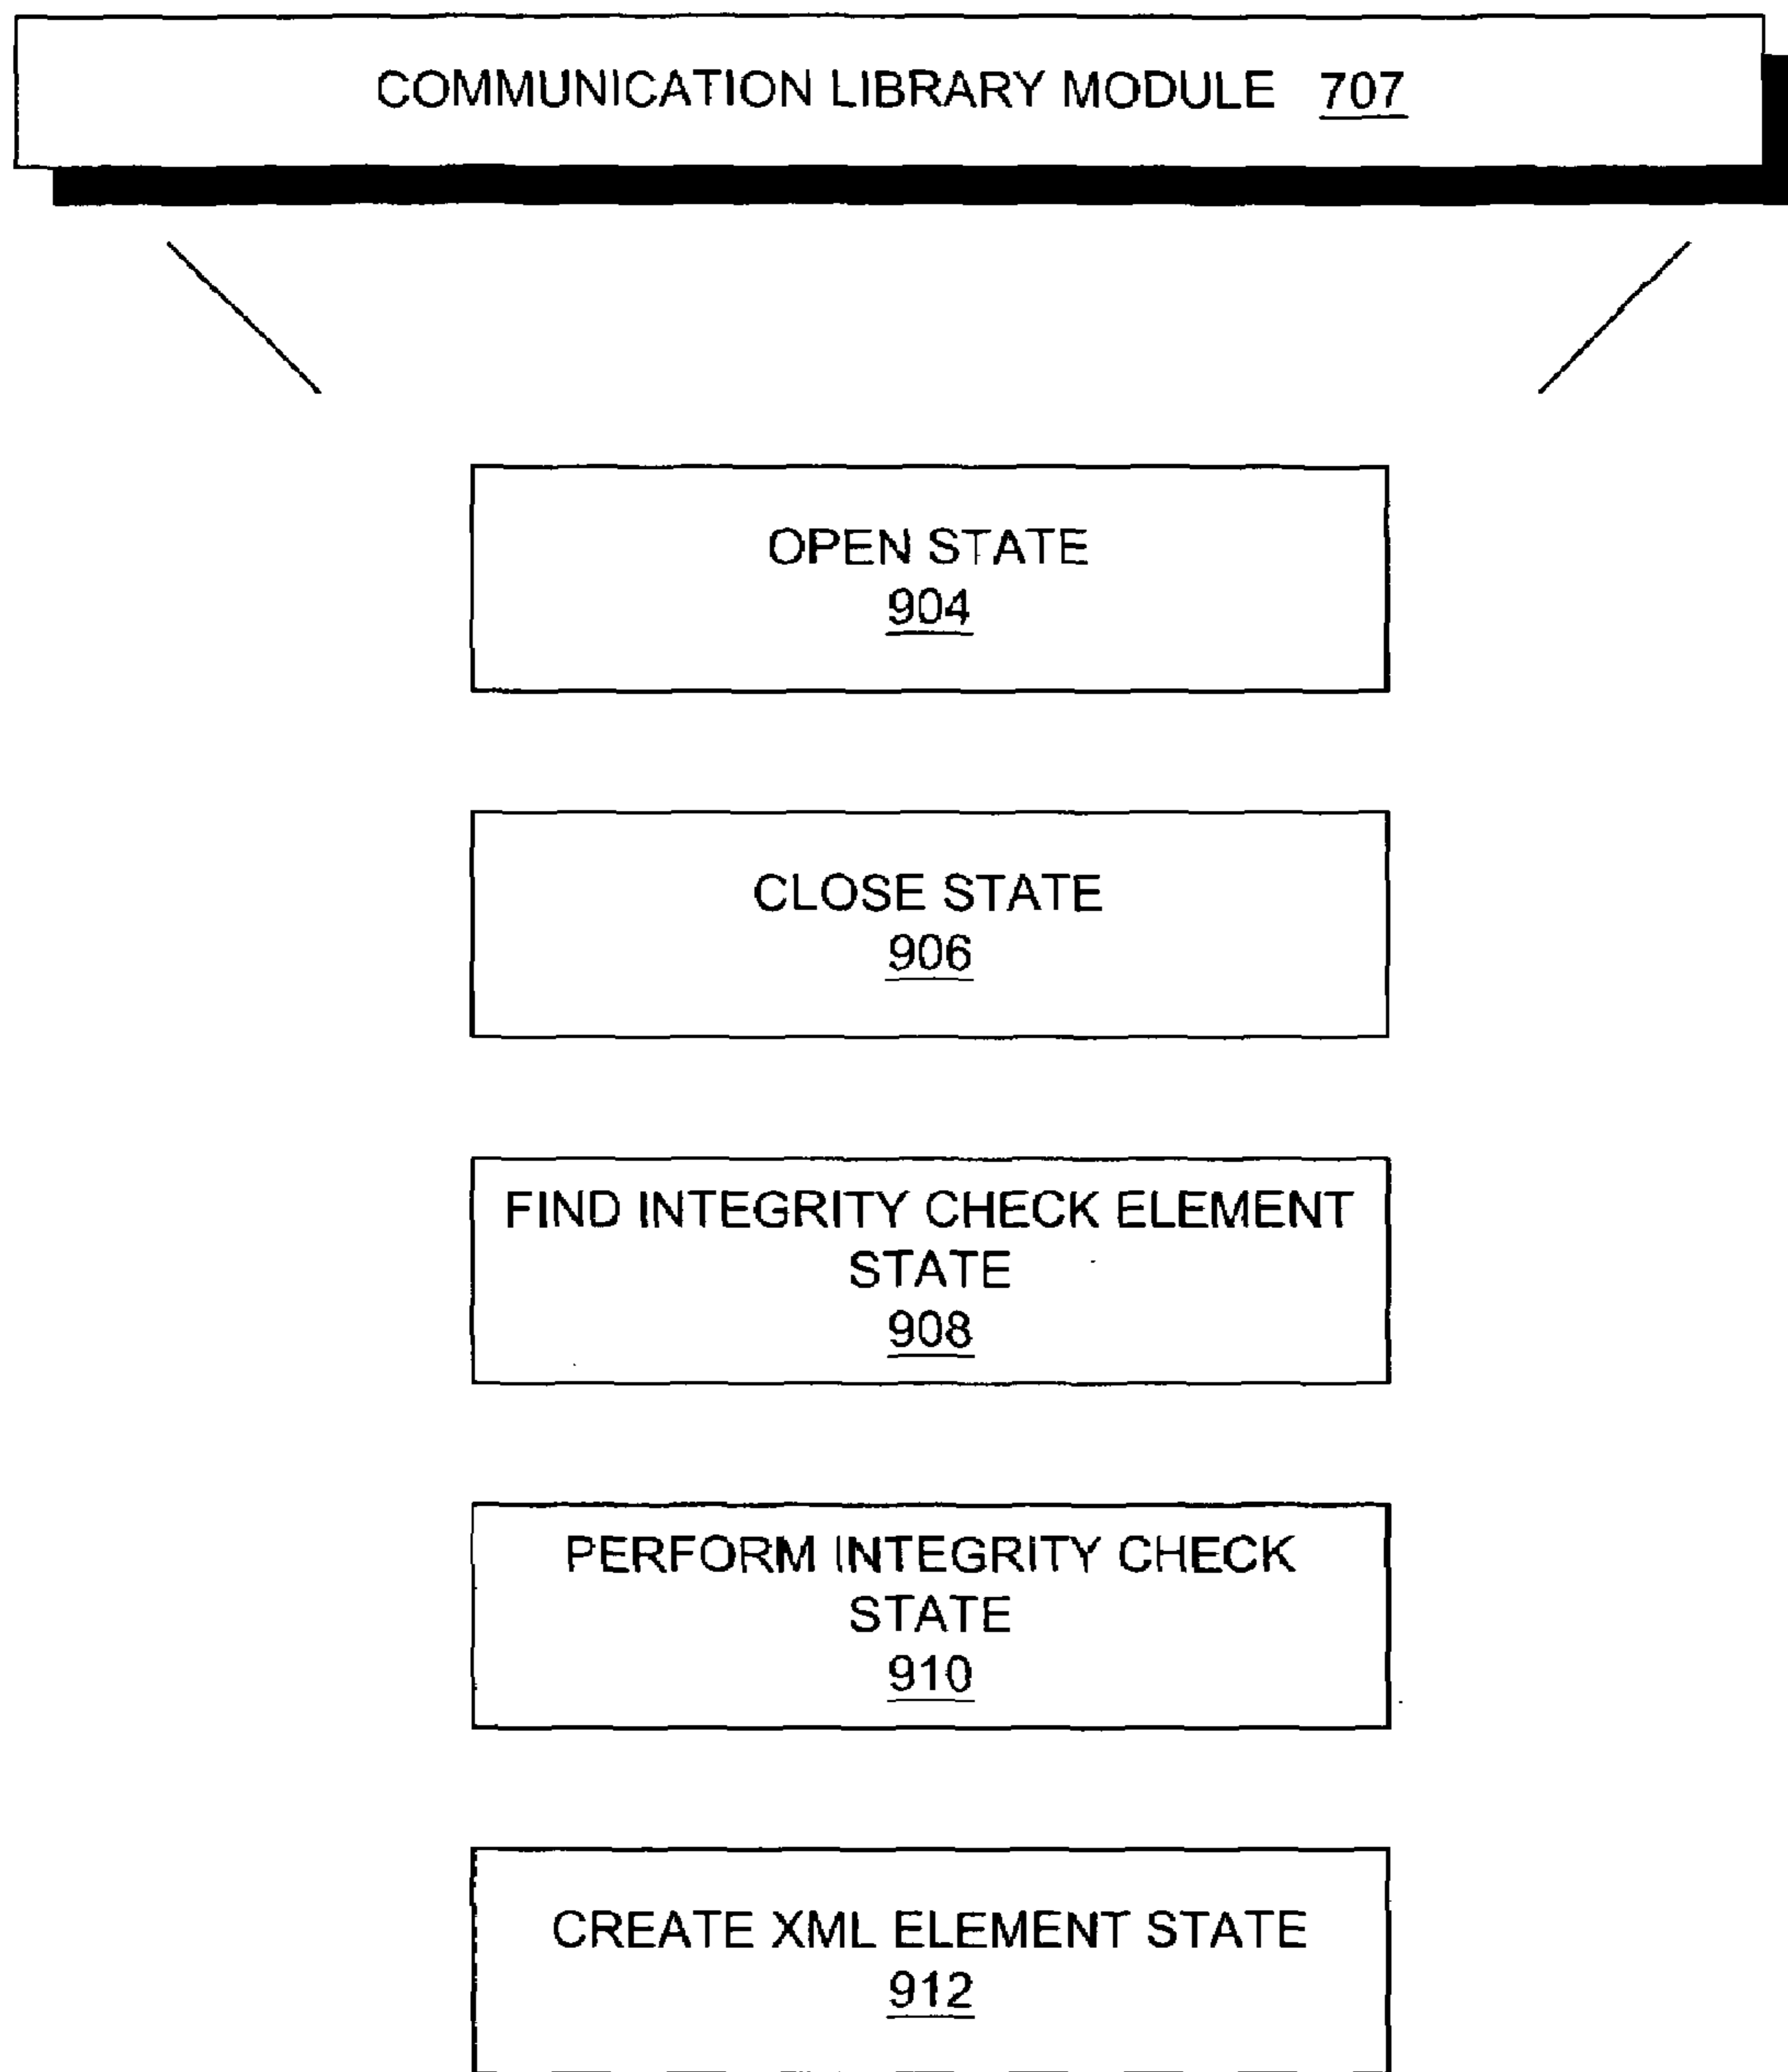 COMMUNICATION LIBRARY MODULE 707
OPEN STATE
904
CLOSE STATE
906
FIND INTEGRITY CHECK ELEMENT
STATE
908
PERFORM INTEGRITY CHECK
STATE
910
CREATE XML ELEMENT STATE
912